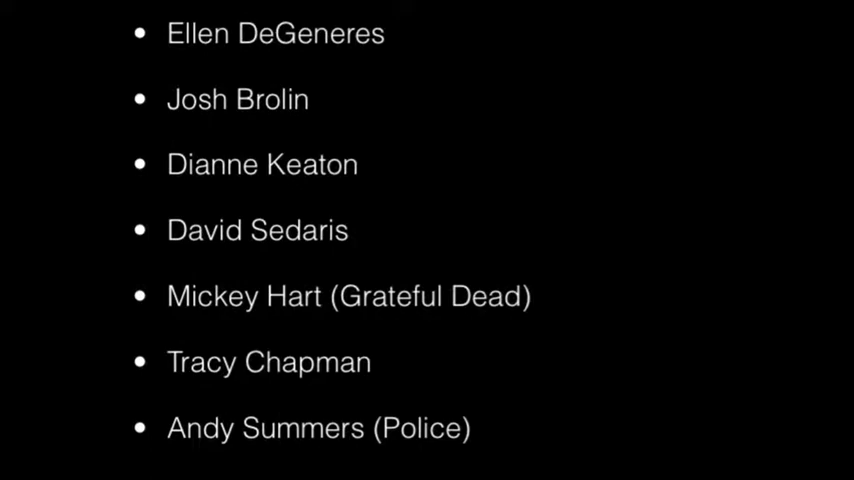 • Ellen DeGeneres
• Josh Brolin
• Dianne Keaton
• David Sedaris
• Mickey Hart (Grateful Dead)
• Tracy Chapman
• Andy Summers (Police)